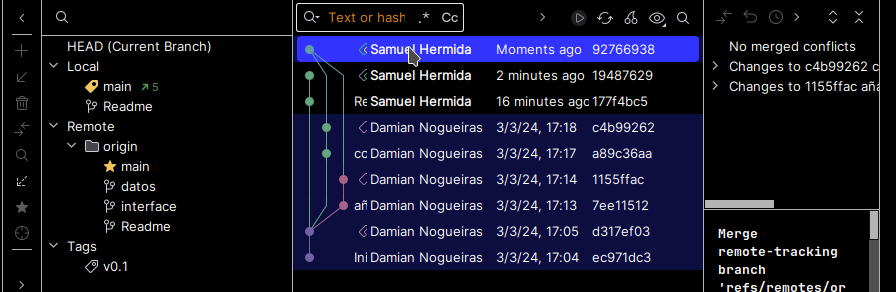 Text or hash .* Cc
HEAD (Current Branch)
Local
main 5
Readme
Remote
origin
main
datos
interface
Readme
Tags
v0.1
Samuel Hermida Moments ago 92766938
Samuel Hermida 2 minutes ago 19487629
Re Samuel Hermida 16 minutes ago 177f4bc5
Damian Nogueiras 3/3/24, 17:18 c4b99262
cc Damian Nogueiras 3/3/24, 17:17 a89c36aa
Damian Nogueiras 3/3/24, 17:14 1155ffac
añ Damian Nogueiras 3/3/24, 17:13 7ee11512
Damian Nogueiras 3/3/24, 17:05 d317ef03
Ini Damian Nogueiras 3/3/24, 17:04 ec971dc3
No merged conflicts
Changes to c4b99262 c
Changes to 1155ffac aña
Merge
remote-tracking
branch
'refs/remotes/or